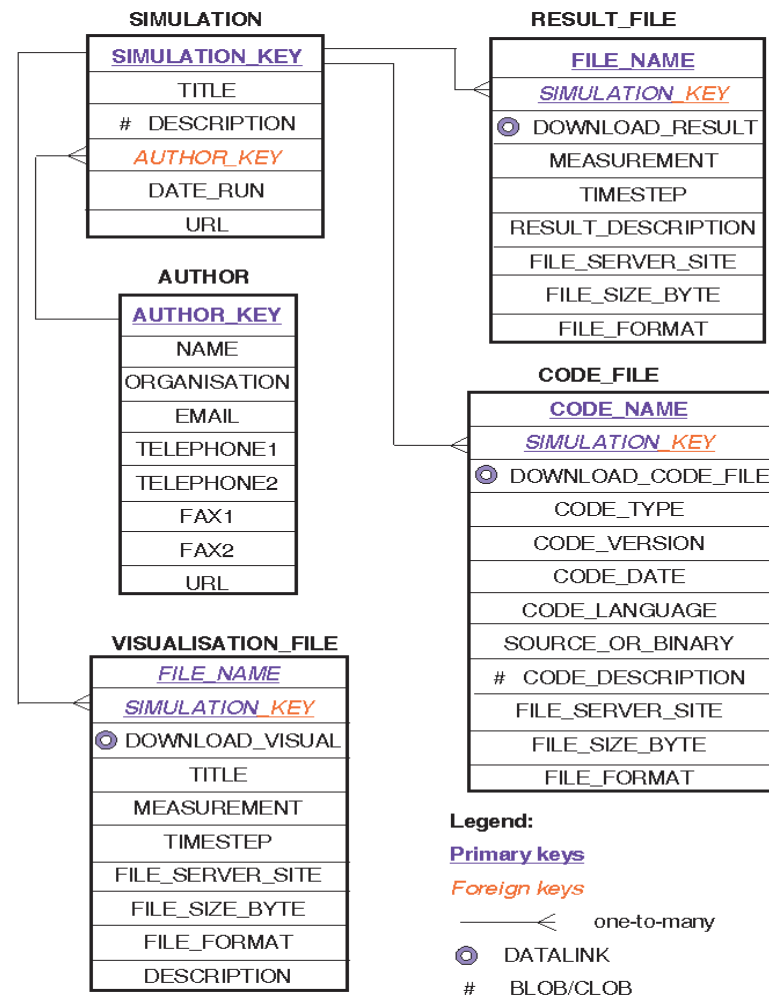 SIMULATION
SIMULATION_KEY
TITLE
# DESCRIPTION
AUTHOR_KEY
DATE_RUN
URL
AUTHOR
AUTHOR_KEY
NAME
ORGANISATION
EMAIL
TELEPHONE1
TELEPHONE2
FAX1
FAX2
URL
VISUALISATION_FILE
FILE_NAME
SIMULATION_KEY
DOWNLOAD_VISUAL
TITLE
MEASUREMENT
TIMESTEP
FILE_SERVER_SITE
FILE_SIZE_BYTE
FILE_FORMAT
DESCRIPTION
RESULT_FILE
FILE_NAME
SIMULATION_KEY
DOWNLOAD_RESULT
MEASUREMENT
TIMESTEP
RESULT_DESCRIPTION
FILE_SERVER_SITE
FILE_SIZE_BYTE
FILE_FORMAT
CODE_FILE
CODE_NAME
SIMULATION_KEY
DOWNLOAD_CODE_FILE
CODE_TYPE
CODE_VERSION
CODE_DATE
CODE_LANGUAGE
SOURCE_OR_BINARY
# CODE_DESCRIPTION
FILE_SERVER_SITE
FILE_SIZE_BYTE
FILE_FORMAT
Legend:
Primary keys
Foreign keys
one-to-many
DATALINK
# BLOB/CLOB